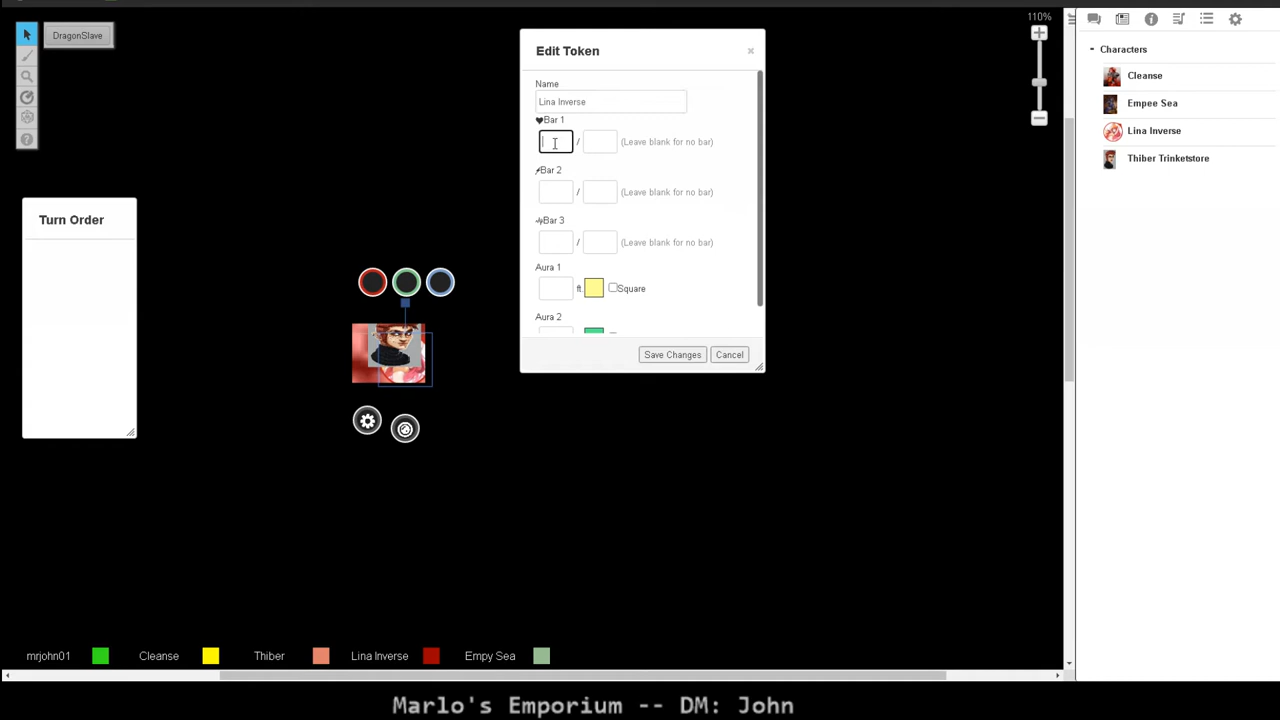 110%
DragonSlave
Edit Token
×
Name
Lina Inverse
Bar 1
/ (Leave blank for no bar)
Bar 2
/ (Leave blank for no bar)
Bar 3
/ (Leave blank for no bar)
Aura 1
ft. Square
Aura 2
Save Changes Cancel
Turn Order
Characters
Cleanse
Empee Sea
Lina Inverse
Thiber Trinketstore
mrjohn01 Cleanse Thiber Lina Inverse Empy Sea
Marlo's Emporium -- DM: John